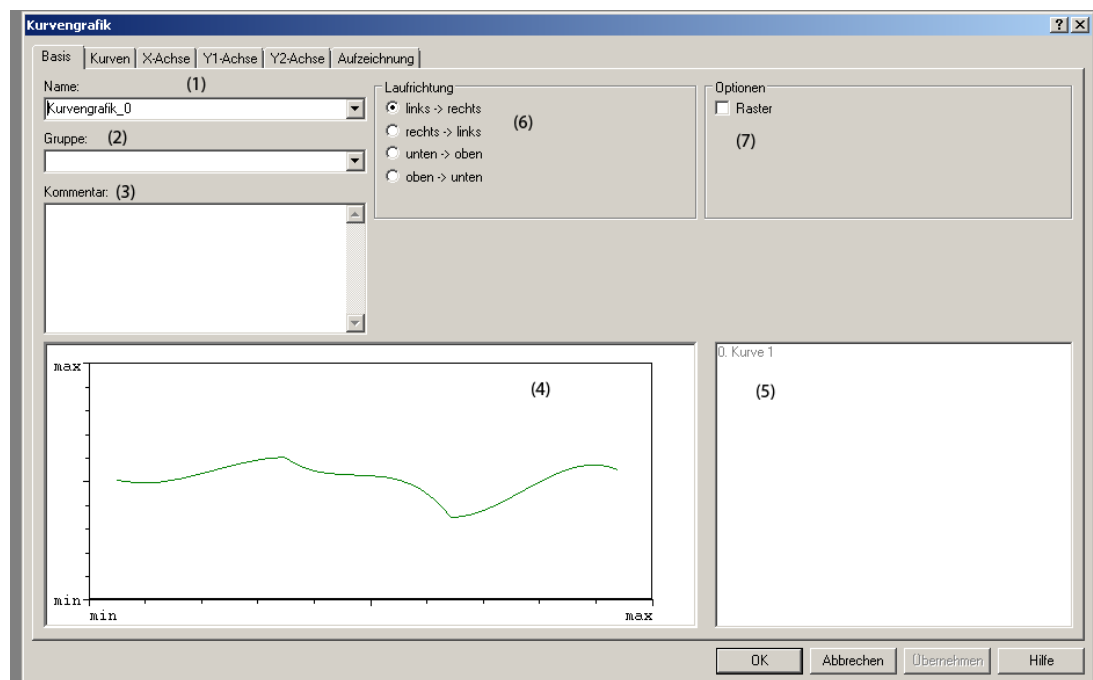 Kurvengrafik
Basis Kurven X-Achse Y1-Achse Y2-Achse Aufzeichnung
Name: (1)
Kurvengrafik_0
Gruppe: (2)
Kommentar: (3)
Laufrichtung
links -> rechts
rechts -> links
unten -> oben
oben -> unten
(6)
Optionen
Raster
(7)
max
(4)
min
min max
0. Kurve 1
(5)
OK Abbrechen Übernehmen Hilfe